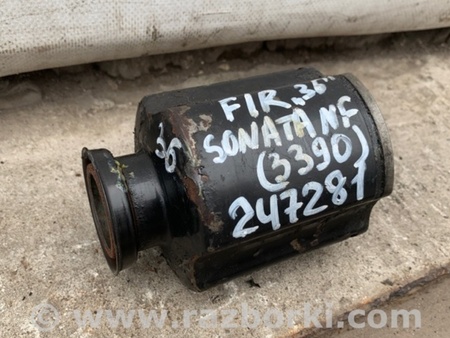 FIR "36"
SONATA NF
(3390)
247281
36
© www.razborki.com